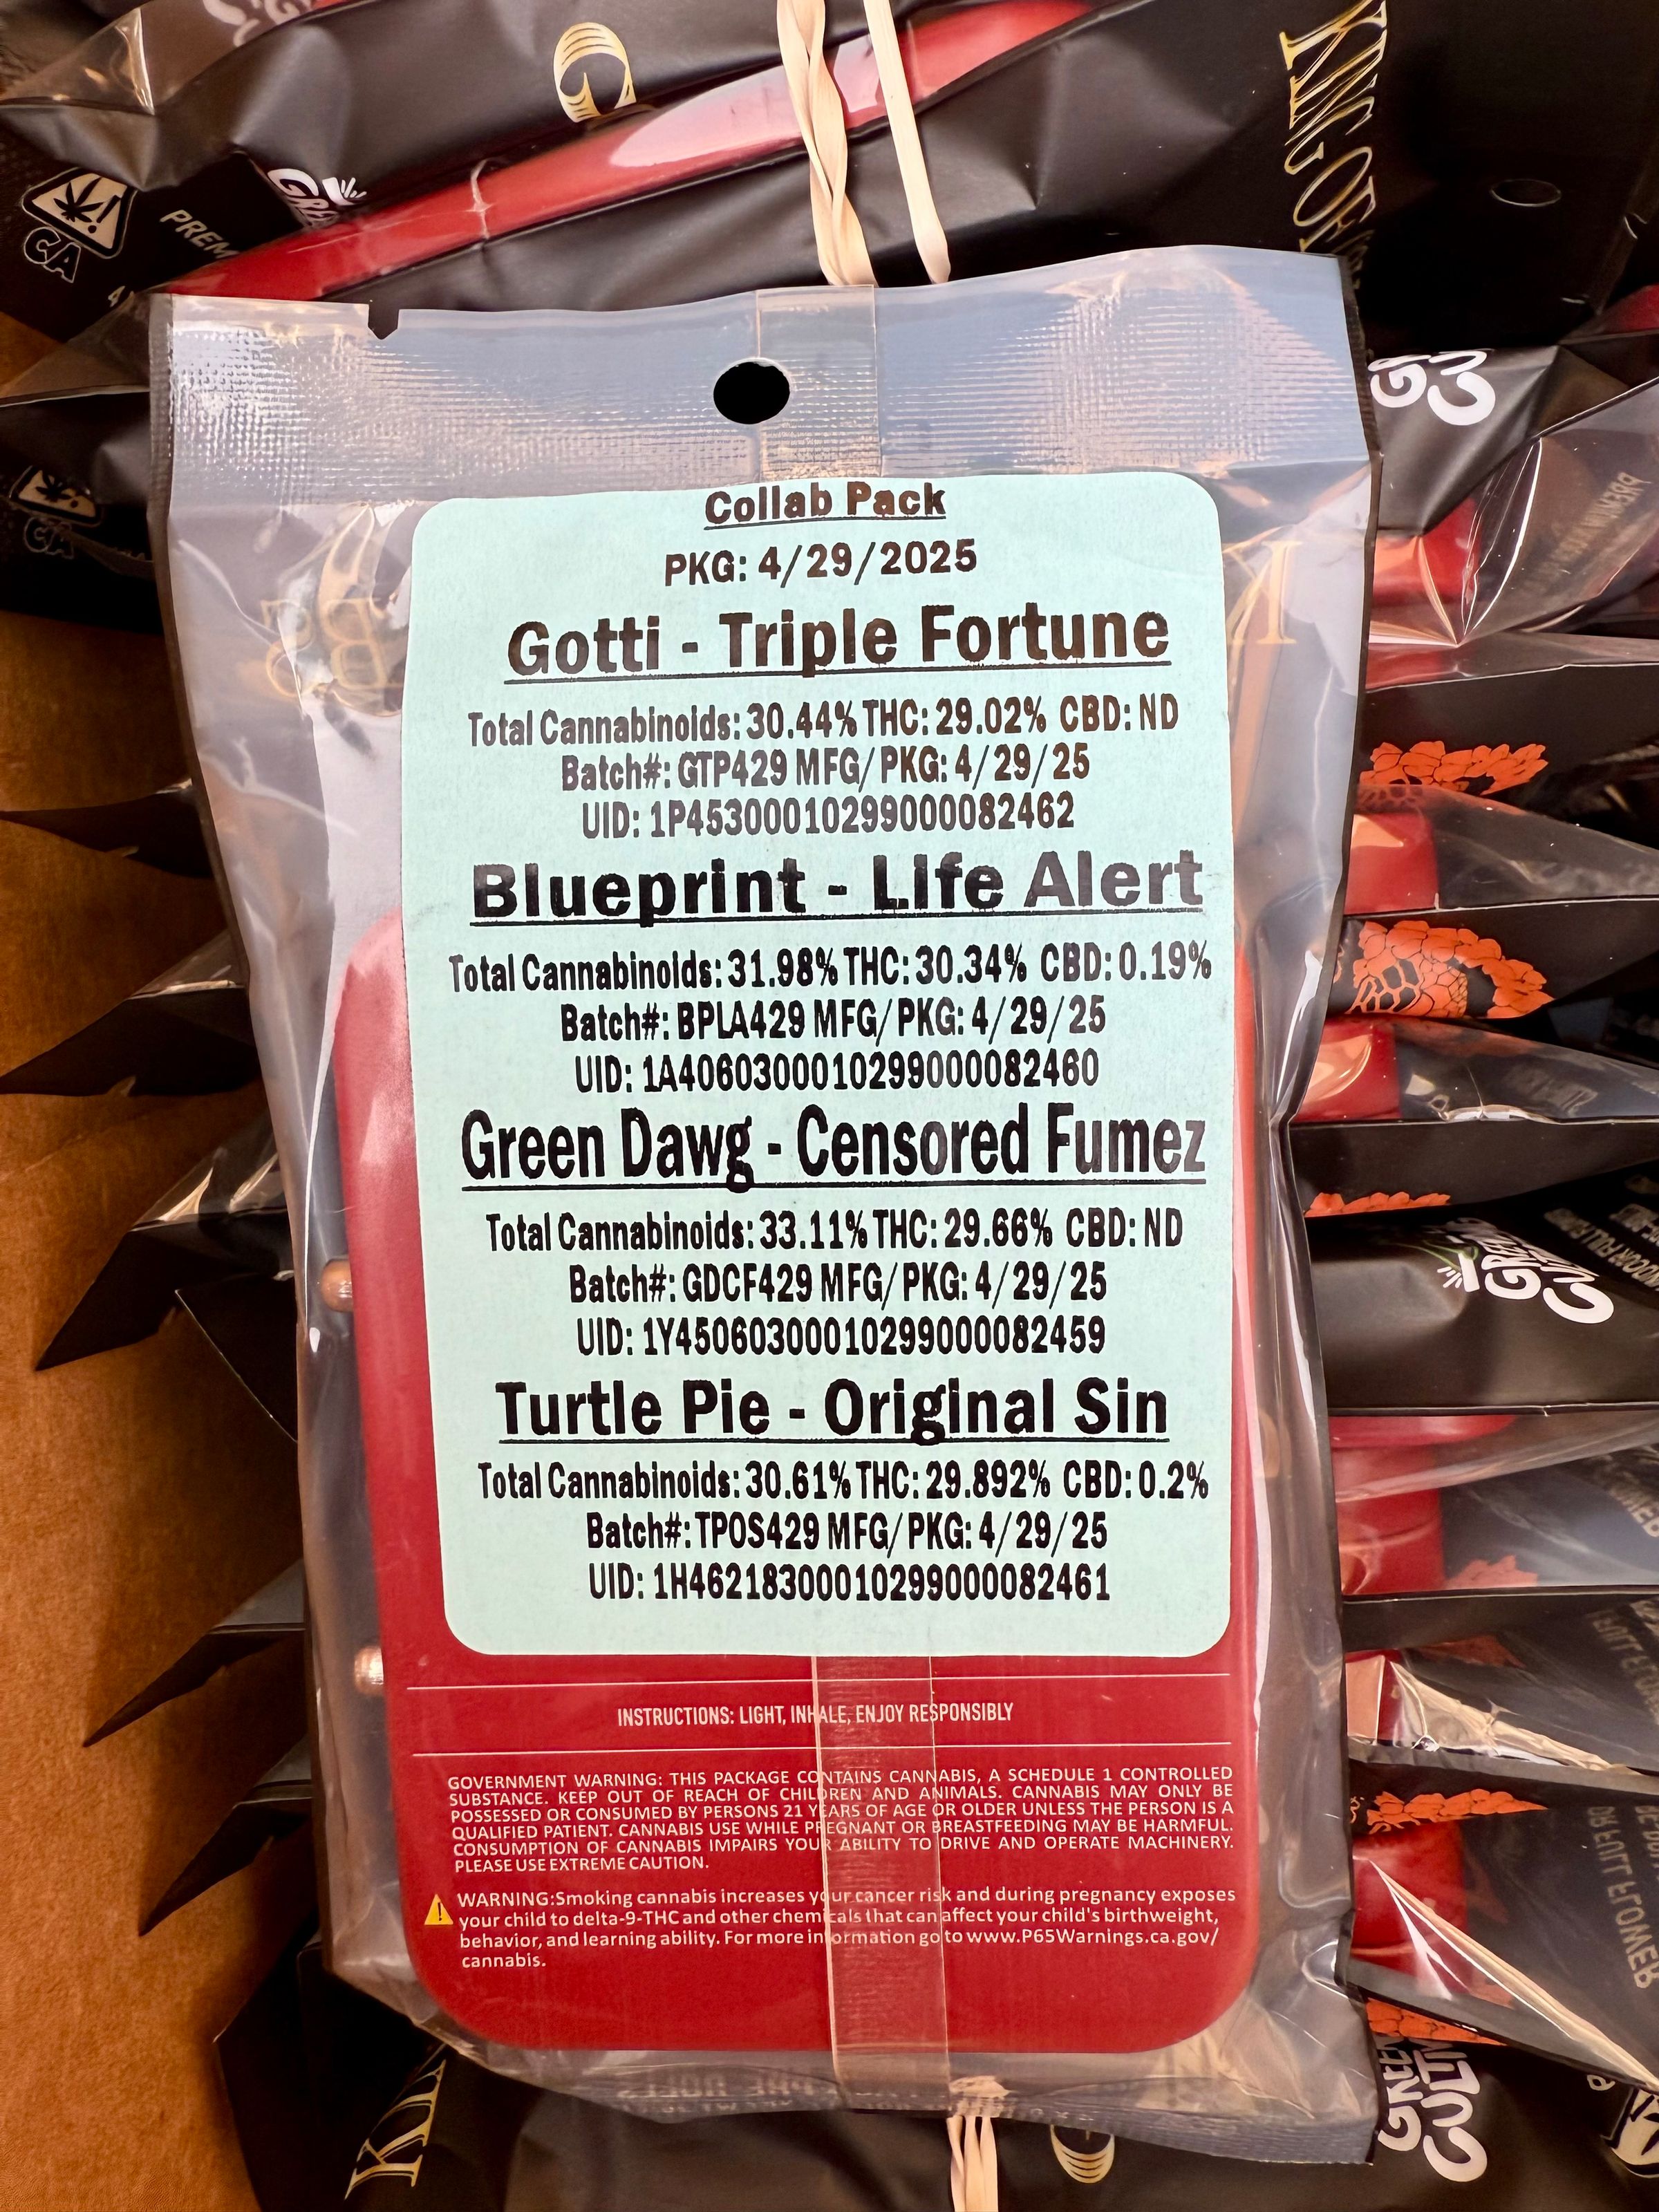 G
KING OF
CA
PREM
GREE
Collab Pack
PKG: 4/29/2025
Gotti - Triple Fortune
Total Cannabinoids: 30.44% THC: 29.02% CBD: ND
Batch#: GTP429 MFG/PKG: 4/29/25
UID: 1P4530001029900008​2462
Blueprint - LIfe Alert
Total Cannabinoids: 31.98% THC: 30.34% CBD: 0.19%
Batch#: BPLA429 MFG/PKG: 4/29/25
UID: 1A4060300010299000082460
Green Dawg - Censored Fumez
Total Cannabinoids: 33.11% THC: 29.66% CBD: ND
Batch#: GDCF429 MFG/PKG: 4/29/25
UID: 1Y45060300010299000082459
Turtle Pie - Original Sin
Total Cannabinoids: 30.61% THC: 29.892% CBD: 0.2%
Batch#: TPOS429 MFG/PKG: 4/29/25
UID: 1H4621830001029900008​2461
INSTRUCTIONS: LIGHT, INHALE, ENJOY RESPONSIBLY
GOVERNMENT WARNING: THIS PACKAGE CONTAINS CANNABIS, A SCHEDULE 1 CONTROLLED
SUBSTANCE. KEEP OUT OF REACH OF CHILDREN AND ANIMALS. CANNABIS MAY ONLY BE
POSSESSED OR CONSUMED BY PERSONS 21 YEARS OF AGE OR OLDER UNLESS THE PERSON IS A
QUALIFIED PATIENT. CANNABIS USE WHILE PREGNANT OR BREASTFEEDING MAY BE HARMFUL.
CONSUMPTION OF CANNABIS IMPAIRS YOUR ABILITY TO DRIVE AND OPERATE MACHINERY.
PLEASE USE EXTREME CAUTION.
WARNING:Smoking cannabis increases your cancer risk and during pregnancy exposes
your child to delta-9-THC and other chemicals that can affect your child's birthweight,
behavior, and learning ability. For more information go to www.P65Warnings.ca.gov/
cannabis.